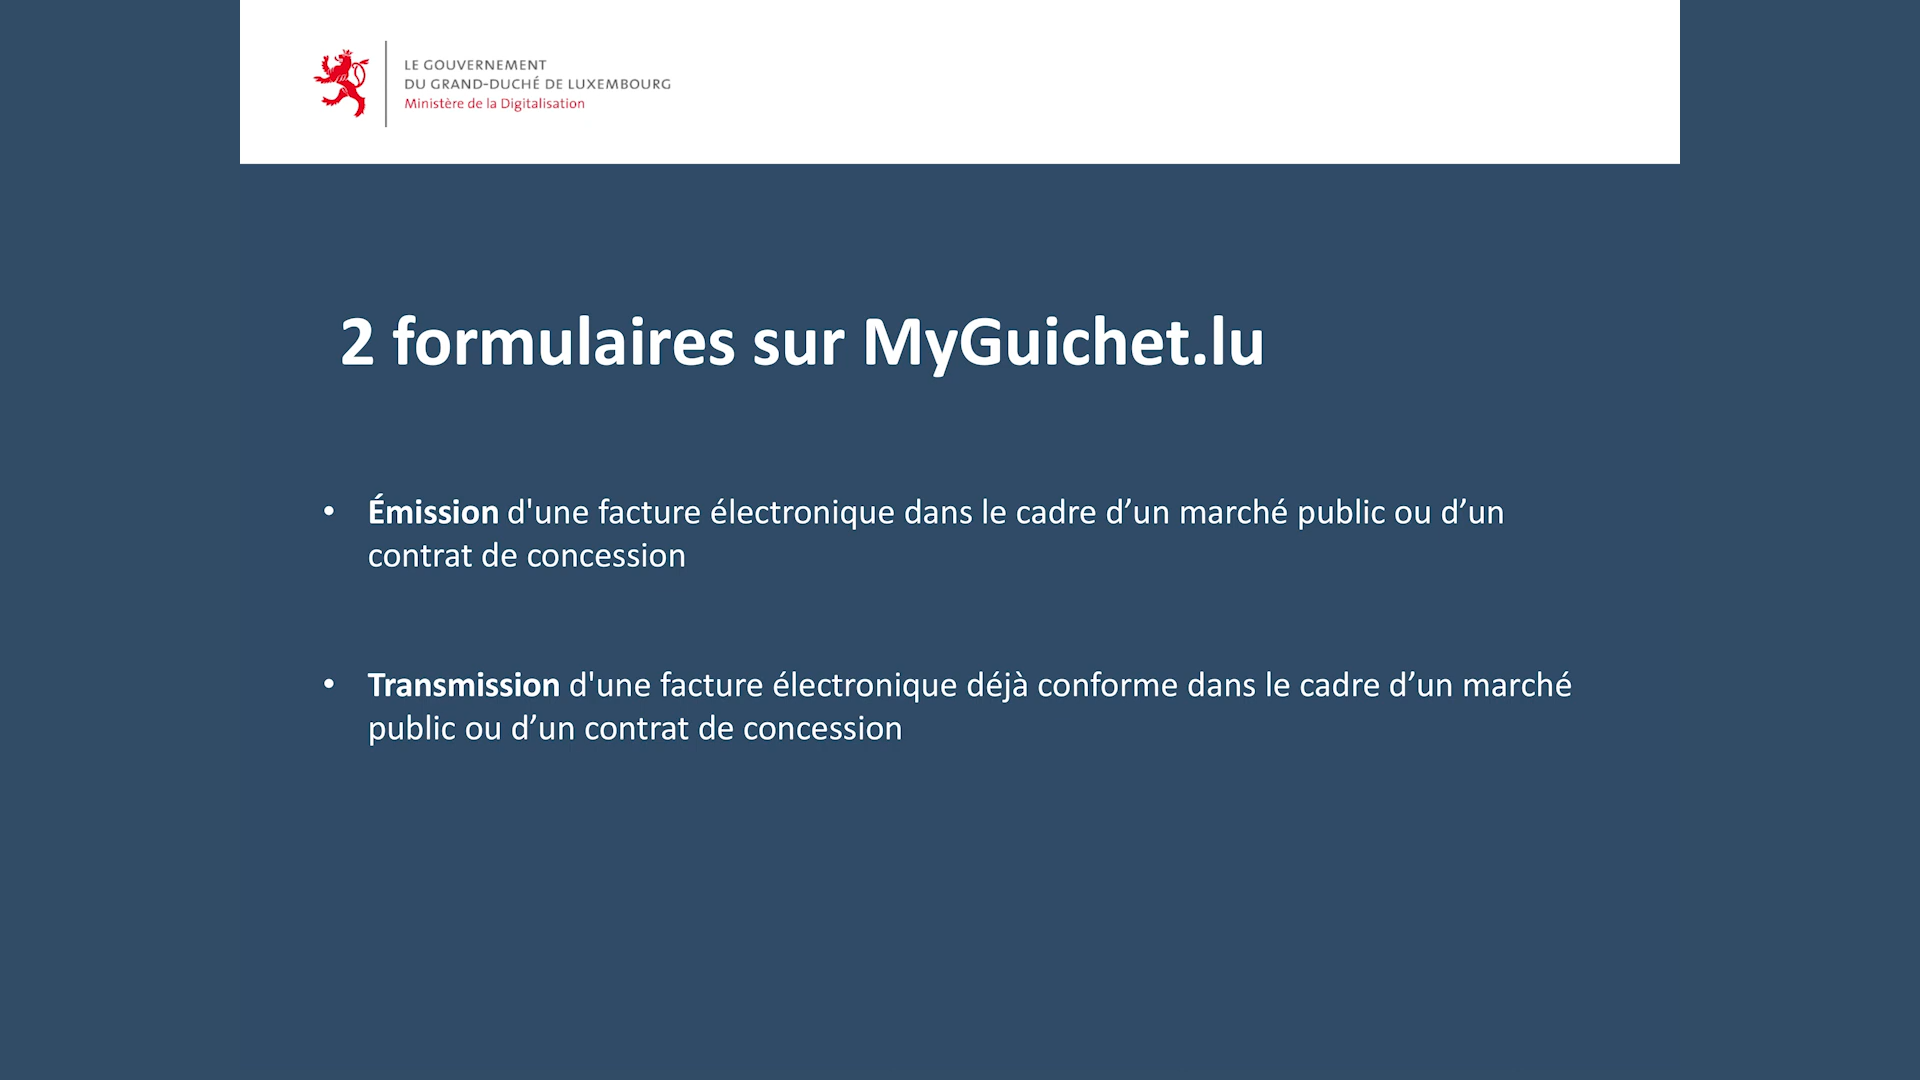 LE GOUVERNEMENT
DU GRAND-DUCHÉ DE LUXEMBOURG
Ministère de la Digitalisation
2 formulaires sur MyGuichet.lu
• Émission d'une facture électronique dans le cadre d’un marché public ou d’un
contrat de concession
• Transmission d'une facture électronique déjà conforme dans le cadre d’un marché
public ou d’un contrat de concession